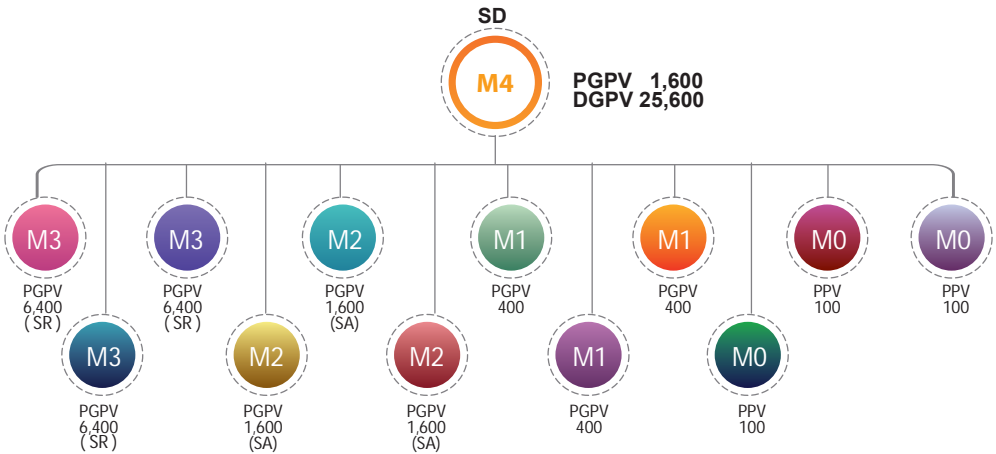 SD
M4
PGPV 1,600
DGPV 25,600
M3
M3
M2
M1
M1
M0
M0
PGPV
6,400
( SR )
PGPV
6,400
( SR )
PGPV
1,600
(SA)
PGPV
400
PGPV
400
PPV
100
PPV
100
M3
M2
M2
M1
M0
PGPV
6,400
( SR )
PGPV
1,600
(SA)
PGPV
1,600
(SA)
PGPV
400
PPV
100